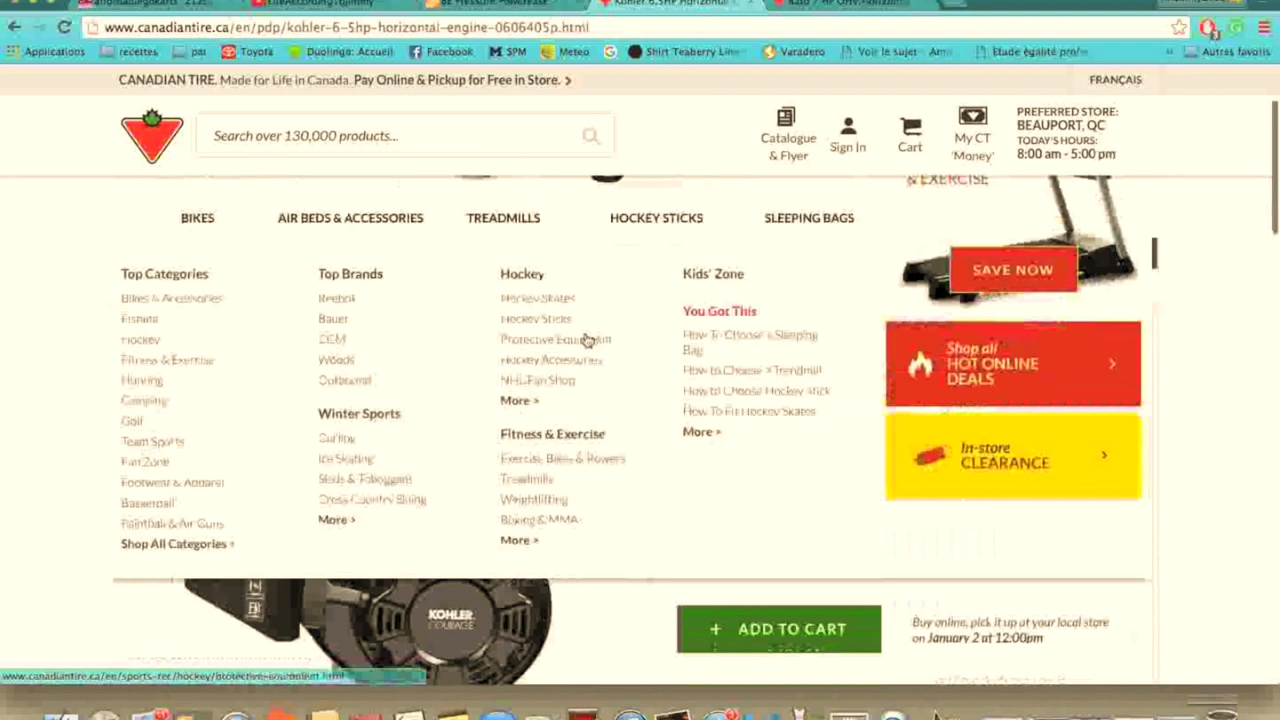 www.canadiantire.ca/en/pdp/kohler-6-5hp-horizontal-engine-0606405p.html
Applications recettes pat Toyota Duolingo: Accueil Facebook SPM Meteo Shirt Teaberry Varadero Voir le sujet Autres favoris
CANADIAN TIRE. Made for Life in Canada. Pay Online & Pickup for Free in Store. >
FRANÇAIS
Search over 130,000 products...
Catalogue & Flyer
Sign In
Cart
My CT 'Money'
PREFERRED STORE:
BEAUPORT, QC
TODAY'S HOURS:
8:00 am - 5:00 pm
& EXERCISE
BIKES AIR BEDS & ACCESSORIES TREADMILLS HOCKEY STICKS SLEEPING BAGS
SAVE NOW
Top Categories
Bikes & Accessories
Fishing
Hockey
Fitness & Exercise
Hunting
Camping
Golf
Team Sports
Fan Zone
Footwear & Apparel
Basketball
Paintball & Air Guns
Shop All Categories
Top Brands
Reebok
Bauer
CCM
Woods
Outbound
Winter Sports
Curling
Ice Skating
Sleds & Toboggans
Cross Country Skiing
More >
Hockey
Hockey Skates
Hockey Sticks
Protective Equipment
Hockey Accessories
NHL Fan Shop
More >
Fitness & Exercise
Exercise, Bikes & Rowers
Treadmills
Weightlifting
Boxing & MMA
More >
Kids' Zone
You Got This
How To Choose a Sleeping
Bag
How to Choose a Treadmill
How to Choose Hockey Stick
How To Fit Hockey Skates
More >
Shop all
HOT ONLINE
DEALS
In-store
CLEARANCE
KOHLER
COURAGE
+ ADD TO CART
Buy online, pick it up at your local store
on January 2 at 12:00pm
www.canadiantire.ca/en/sports-rec/hockey/protective-equipment.html